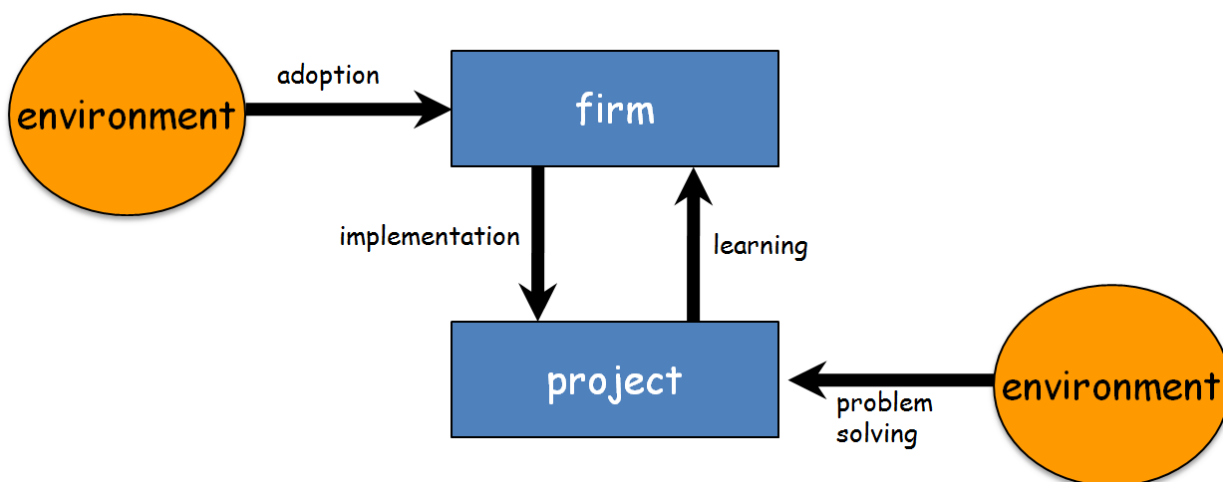 adoption
environment
firm
implementation
learning
project
environment
problem
solving